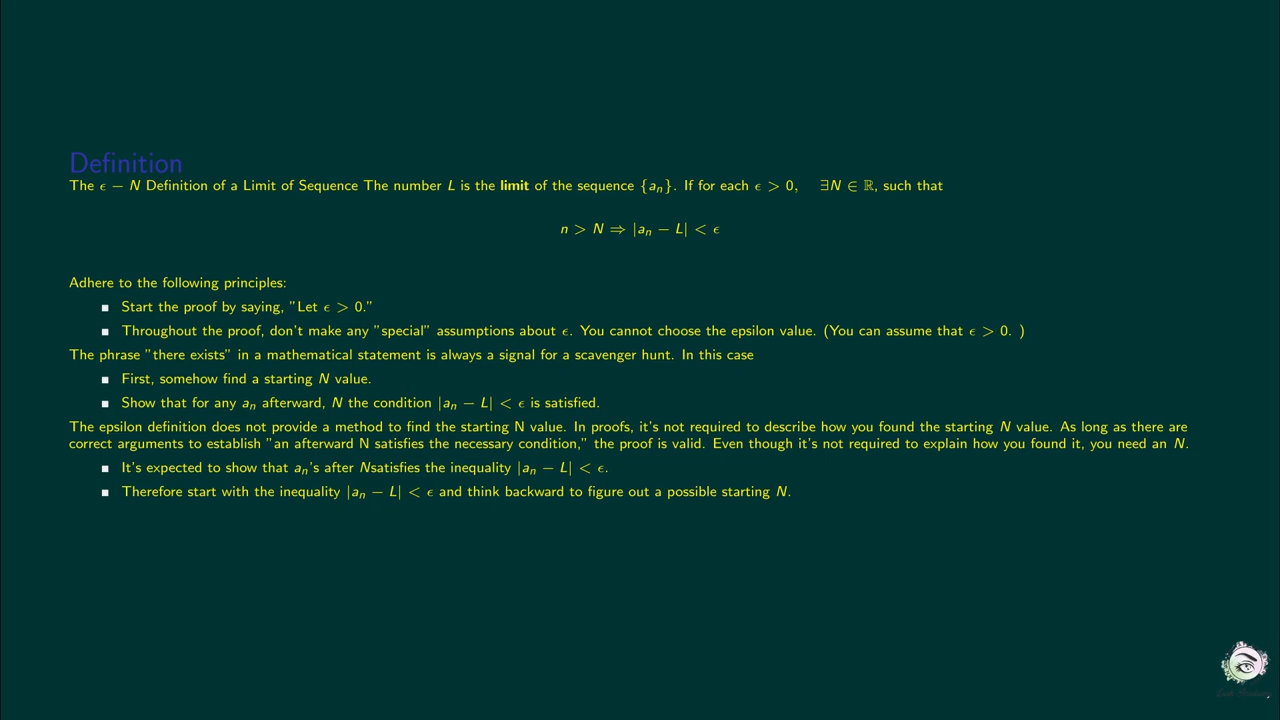 Definition
The ϵ − N Definition of a Limit of Sequence The number L is the limit of the sequence {aₙ}. If for each ϵ > 0, ∃N ∈ ℝ, such that
n > N ⇒ |aₙ − L| < ϵ
Adhere to the following principles:
■ Start the proof by saying, ”Let ϵ > 0.”
■ Throughout the proof, don't make any ”special” assumptions about ϵ. You cannot choose the epsilon value. (You can assume that ϵ > 0. )
The phrase ”there exists” in a mathematical statement is always a signal for a scavenger hunt. In this case
■ First, somehow find a starting N value.
■ Show that for any aₙ afterward, N the condition |aₙ − L| < ϵ is satisfied.
The epsilon definition does not provide a method to find the starting N value. In proofs, it's not required to describe how you found the starting N value. As long as there are
correct arguments to establish ”an afterward N satisfies the necessary condition,” the proof is valid. Even though it's not required to explain how you found it, you need an N.
■ It's expected to show that aₙ's after Nsatisfies the inequality |aₙ − L| < ϵ.
■ Therefore start with the inequality |aₙ − L| < ϵ and think backward to figure out a possible starting N.